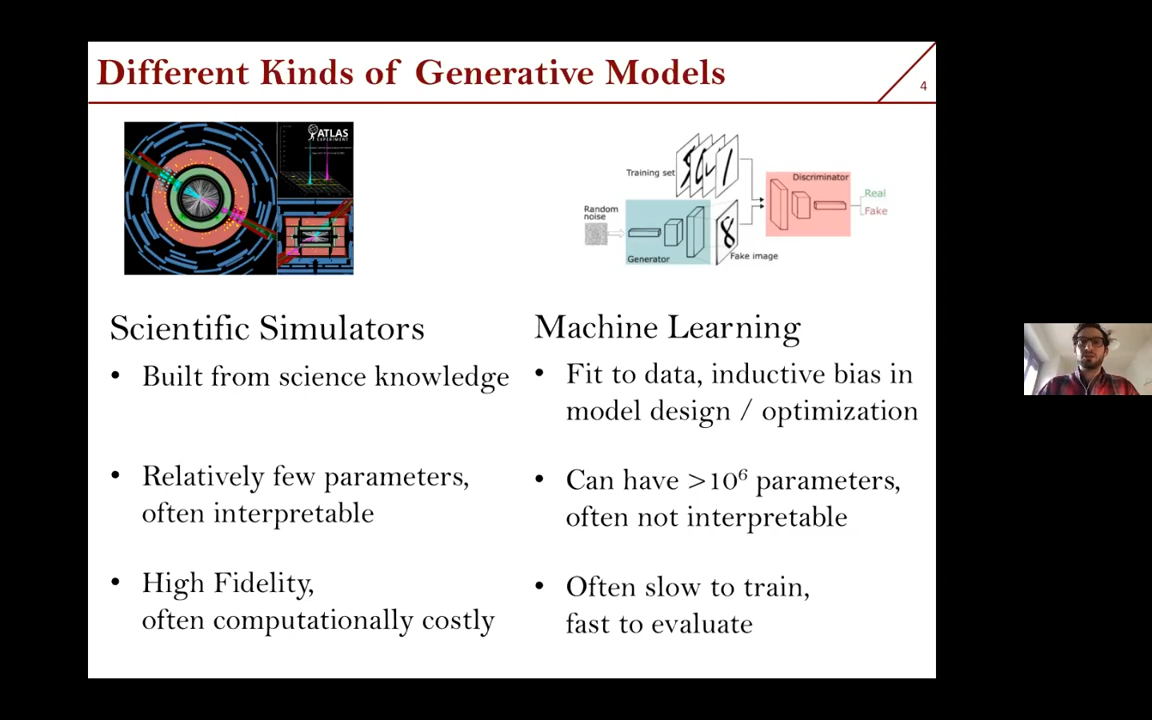 Different Kinds of Generative Models
4
ATLAS
EXPERIMENT
Training set
Discriminator
Real
Fake
Random
noise
Generator
Fake image
Scientific Simulators
• Built from science knowledge
• Relatively few parameters,
often interpretable
• High Fidelity,
often computationally costly
Machine Learning
• Fit to data, inductive bias in
model design / optimization
• Can have >10⁶ parameters,
often not interpretable
• Often slow to train,
fast to evaluate